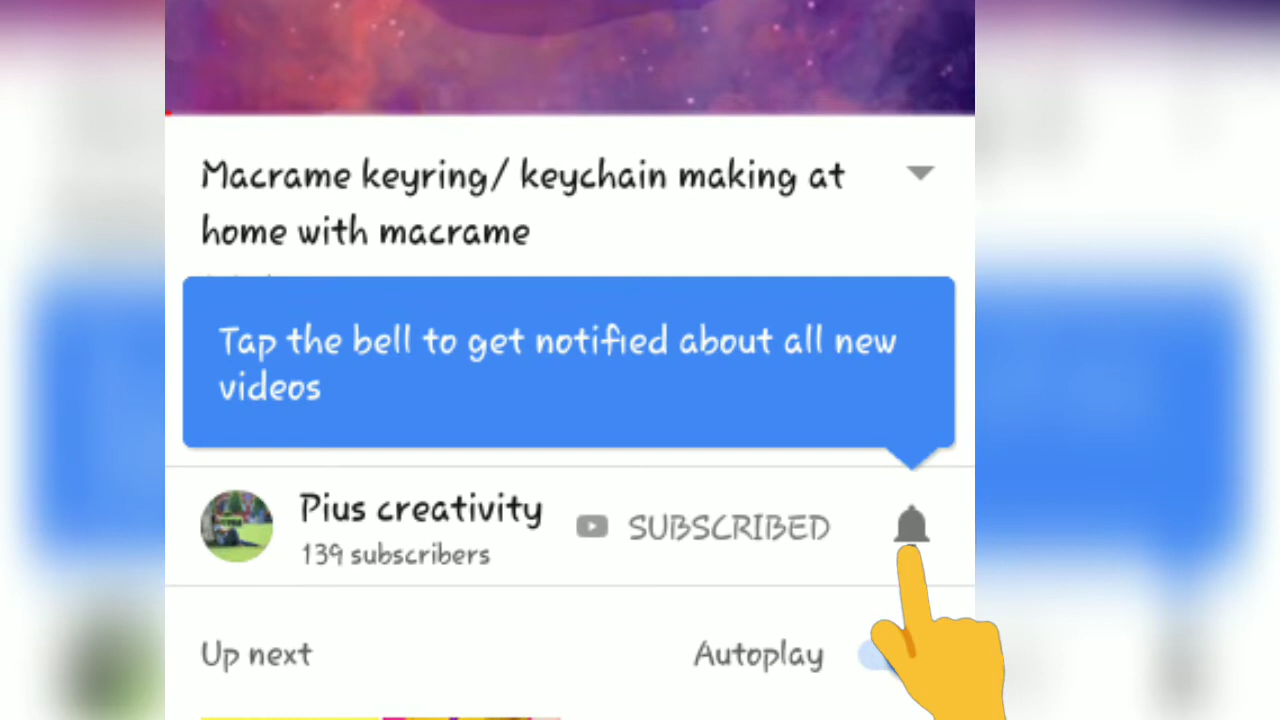 Macrame keyring/ keychain making at
home with macrame
Tap the bell to get notified about all new
videos
Pius creativity
SUBSCRIBED
139 subscribers
Up next
Autoplay